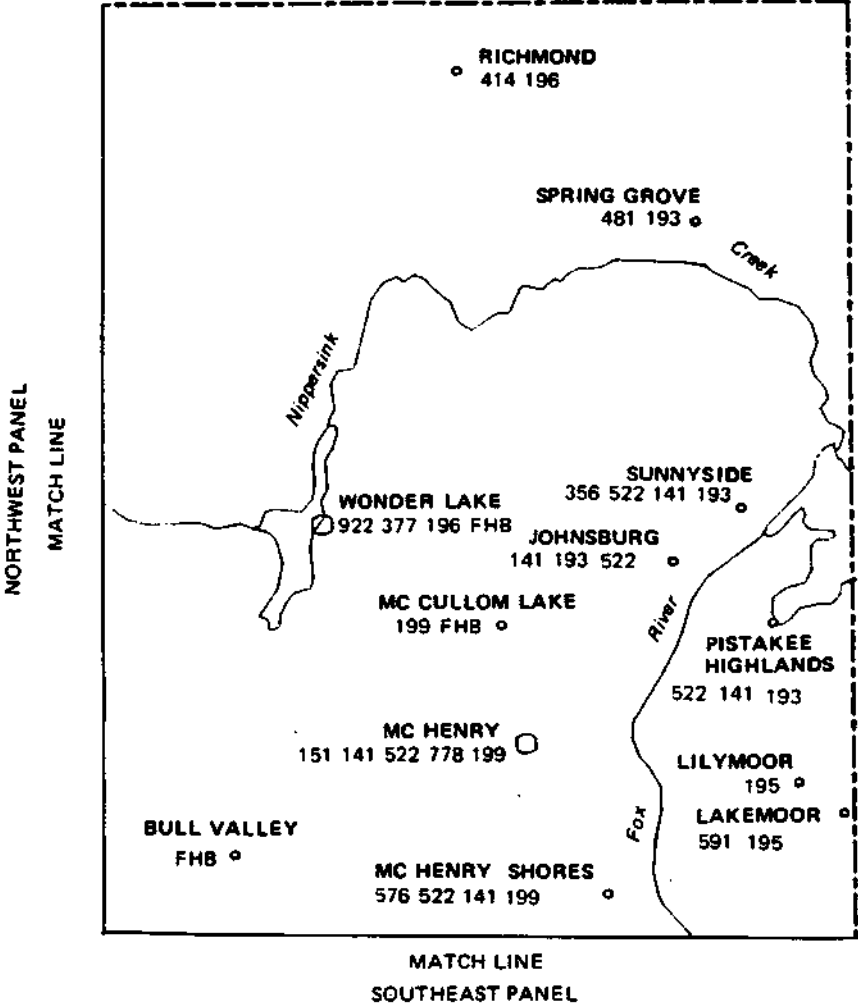 RICHMOND
414 196
SPRING GROVE
481 193
Creek
Nippersink
NORTHWEST PANEL
MATCH LINE
SUNNYSIDE
356 522 141 193
WONDER LAKE
922 377 196 FHB
JOHNSBURG
141 193 522
MC CULLOM LAKE
199 FHB
River
PISTAKEE
HIGHLANDS
522 141 193
MC HENRY
151 141 522 778 199
LILYMOOR
195
LAKEMOOR
591 195
Fox
BULL VALLEY
FHB
MC HENRY SHORES
576 522 141 199
MATCH LINE
SOUTHEAST PANEL